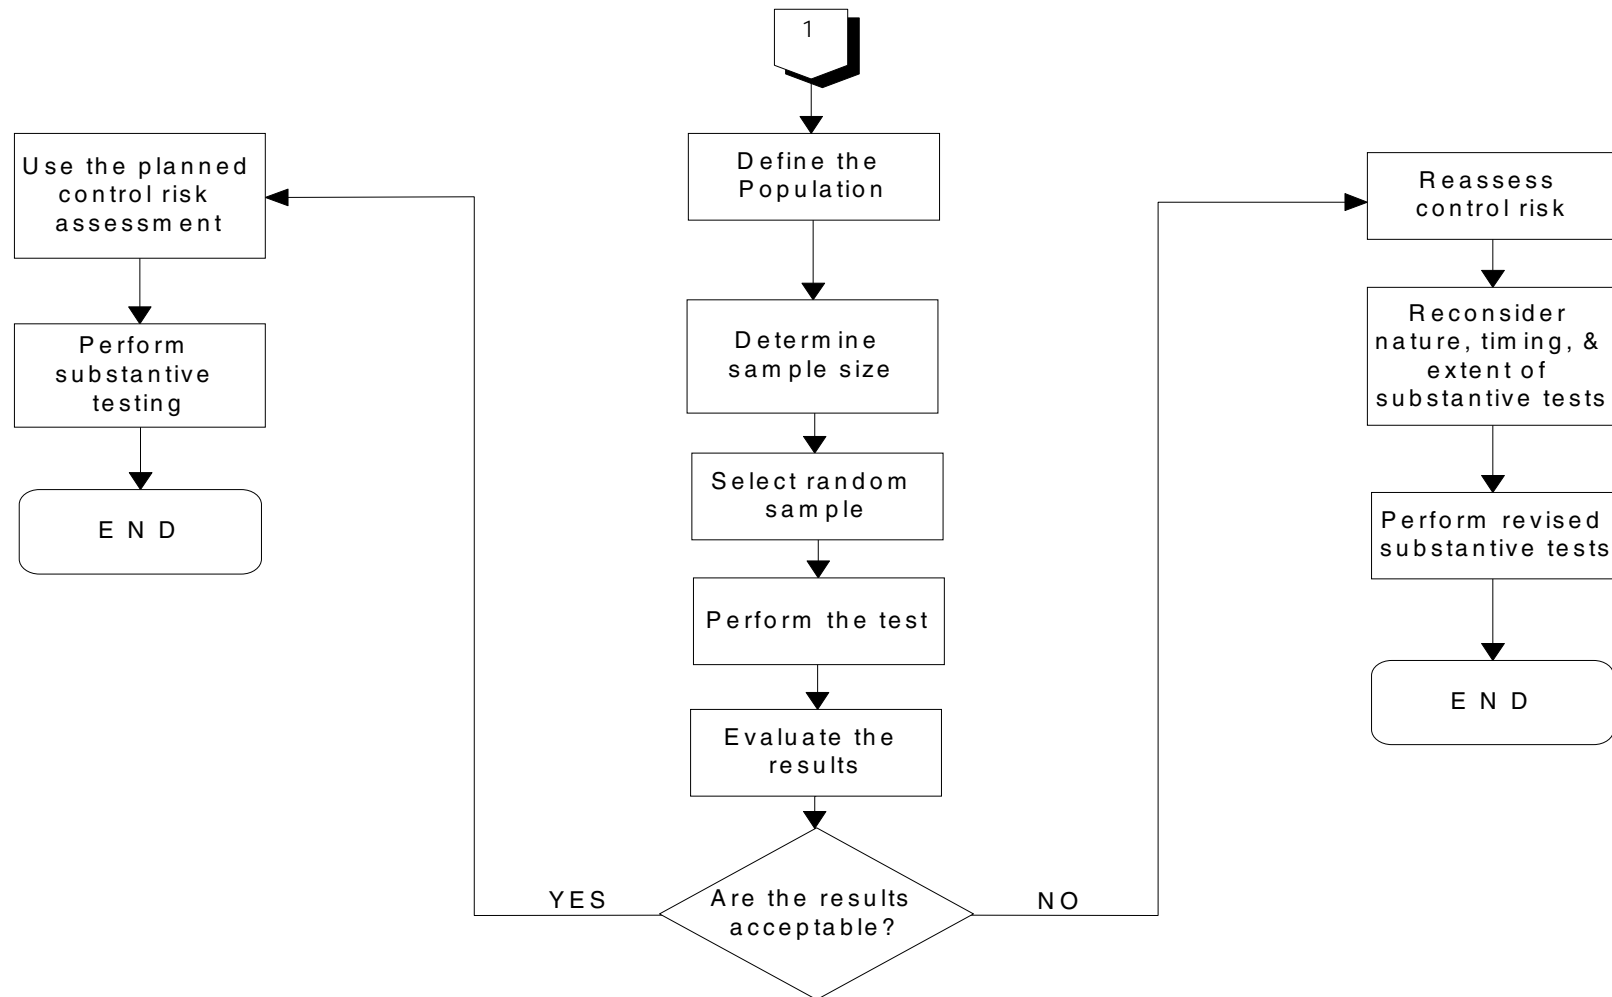 1
Define the
Population
Determine
sample size
Select random
sample
Perform the test
Evaluate the
results
Are the results
acceptable?
YES
NO
Use the planned
control risk
assessment
Perform
substantive
testing
END
Reassess
control risk
Reconsider
nature, timing, &
extent of
substantive tests
Perform revised
substantive tests
END